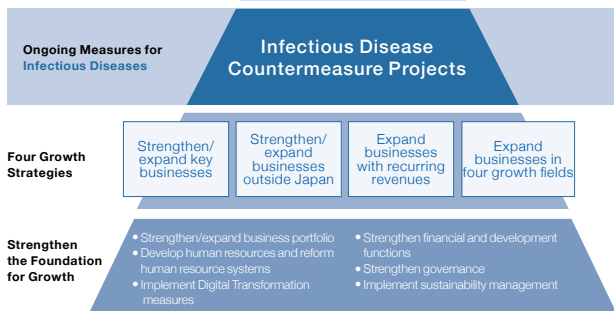 Ongoing Measures for
Infectious Diseases
Infectious Disease
Countermeasure Projects
Four Growth
Strategies
Strengthen/
expand key
businesses
Strengthen/
expand
businesses
outside Japan
Expand
businesses
with recurring
revenues
Expand
businesses in
four growth fields
Strengthen
the Foundation
for Growth
• Strengthen/expand business portfolio
• Develop human resources and reform
human resource systems
• Implement Digital Transformation
measures
• Strengthen financial and development
functions
• Strengthen governance
• Implement sustainability management